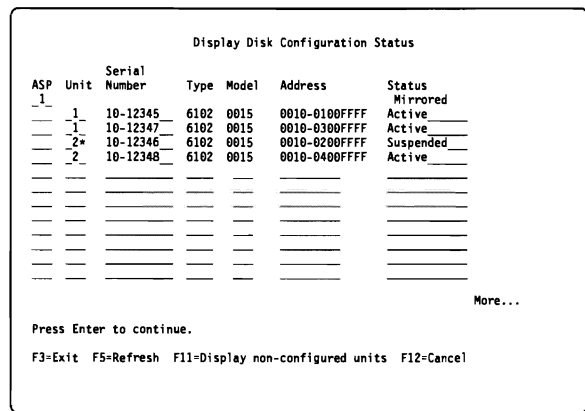 Display Disk Configuration Status
Serial
ASP Unit Number Type Model Address Status
1 Mirrored
1 10-12345 6102 0015 0010-0100FFFF Active
1 10-12347 6102 0015 0010-0300FFFF Active
2* 10-12346 6102 0015 0010-0200FFFF Suspended
2 10-12348 6102 0015 0010-0400FFFF Active
More...
Press Enter to continue.
F3=Exit F5=Refresh F11=Display non-configured units F12=Cancel